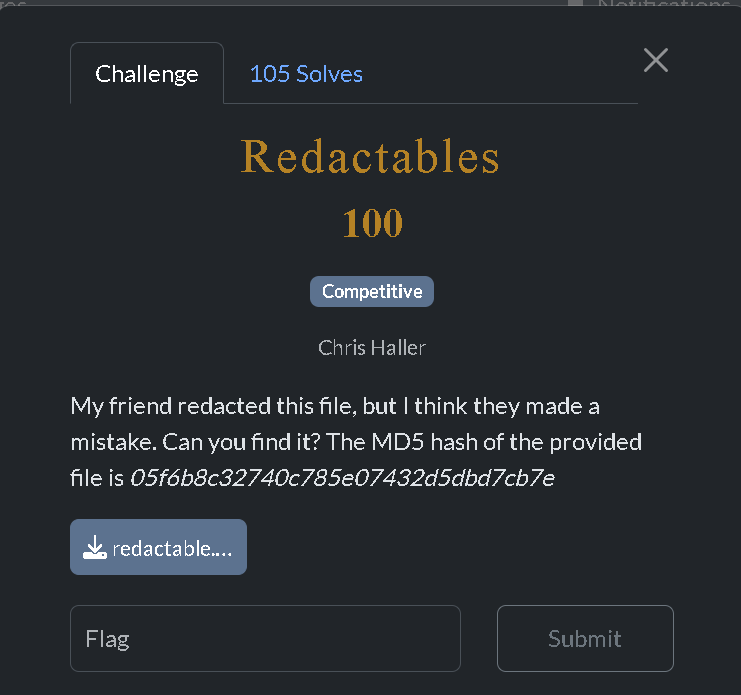 Notifications
Challenge
105 Solves
Redactables
100
Competitive
Chris Haller
My friend redacted this file, but I think they made a
mistake. Can you find it? The MD5 hash of the provided
file is 05f6b8c32740c785e07432d5dbd7cb7e
redactable....
Flag
Submit